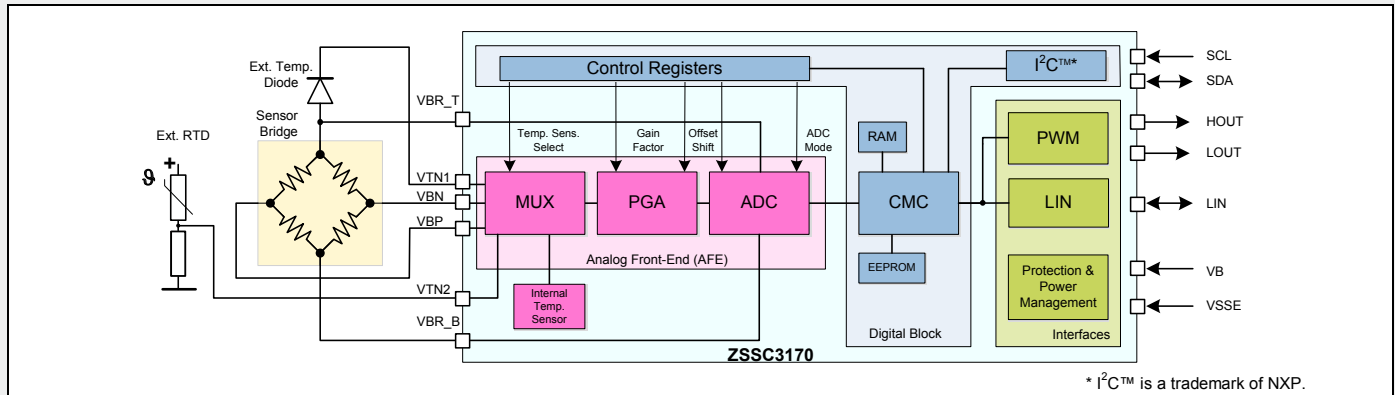 Ext. Temp.
Diode
VBR_T
Sensor
Bridge
Ext. RTD
+
ϑ
VTN1
VBN
VBP
VTN2
VBR_B
Control Registers
I²C™*
Temp. Sens.
Select
Gain
Factor
Offset
Shift
ADC
Mode
MUX
PGA
ADC
Analog Front-End (AFE)
Internal
Temp.
Sensor
RAM
CMC
EEPROM
Digital Block
PWM
LIN
Protection &
Power
Management
Interfaces
ZSSC3170
SCL
SDA
HOUT
LOUT
LIN
VB
VSSE
* I²C™ is a trademark of NXP.